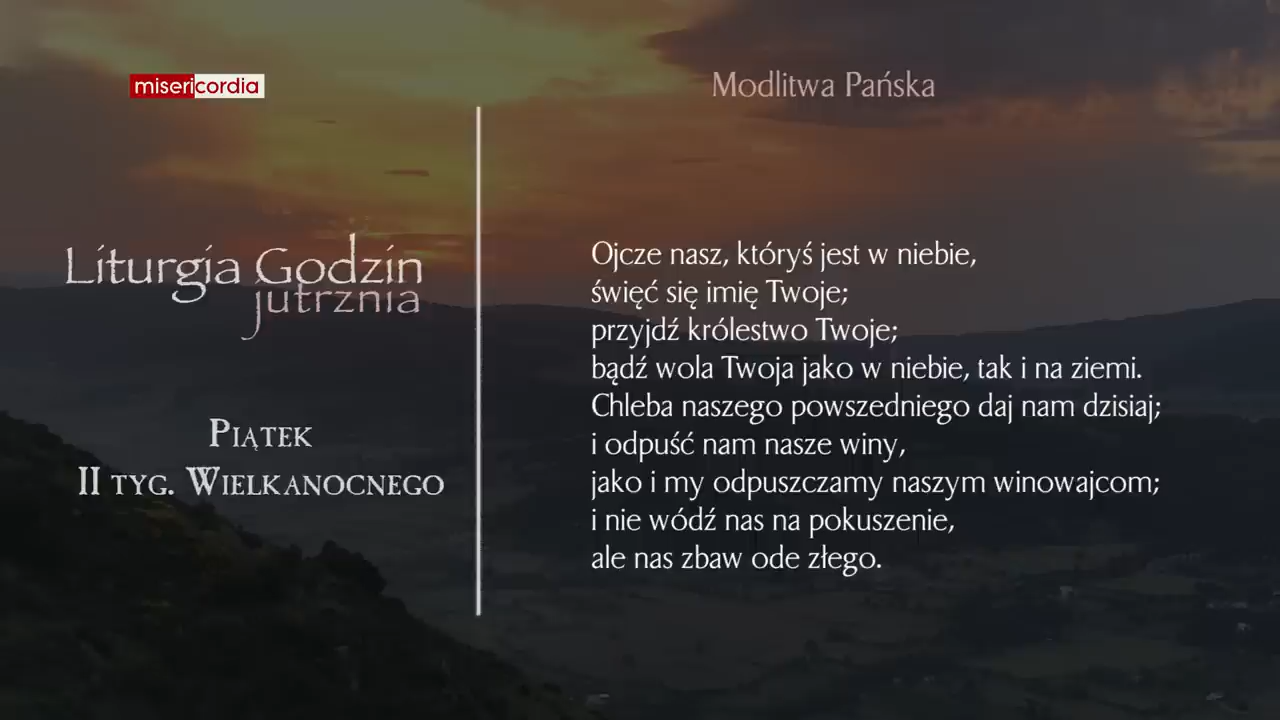 misericordia
Liturgia Godzin
jutrznia
Piątek
II tyg. Wielkanocnego
Modlitwa Pańska
Ojcze nasz, któryś jest w niebie,
święć się imię Twoje;
przyjdź królestwo Twoje;
bądź wola Twoja jako w niebie, tak i na ziemi.
Chleba naszego powszedniego daj nam dzisiaj;
i odpuść nam nasze winy,
jako i my odpuszczamy naszym winowajcom;
i nie wódź nas na pokuszenie,
ale nas zbaw ode złego.